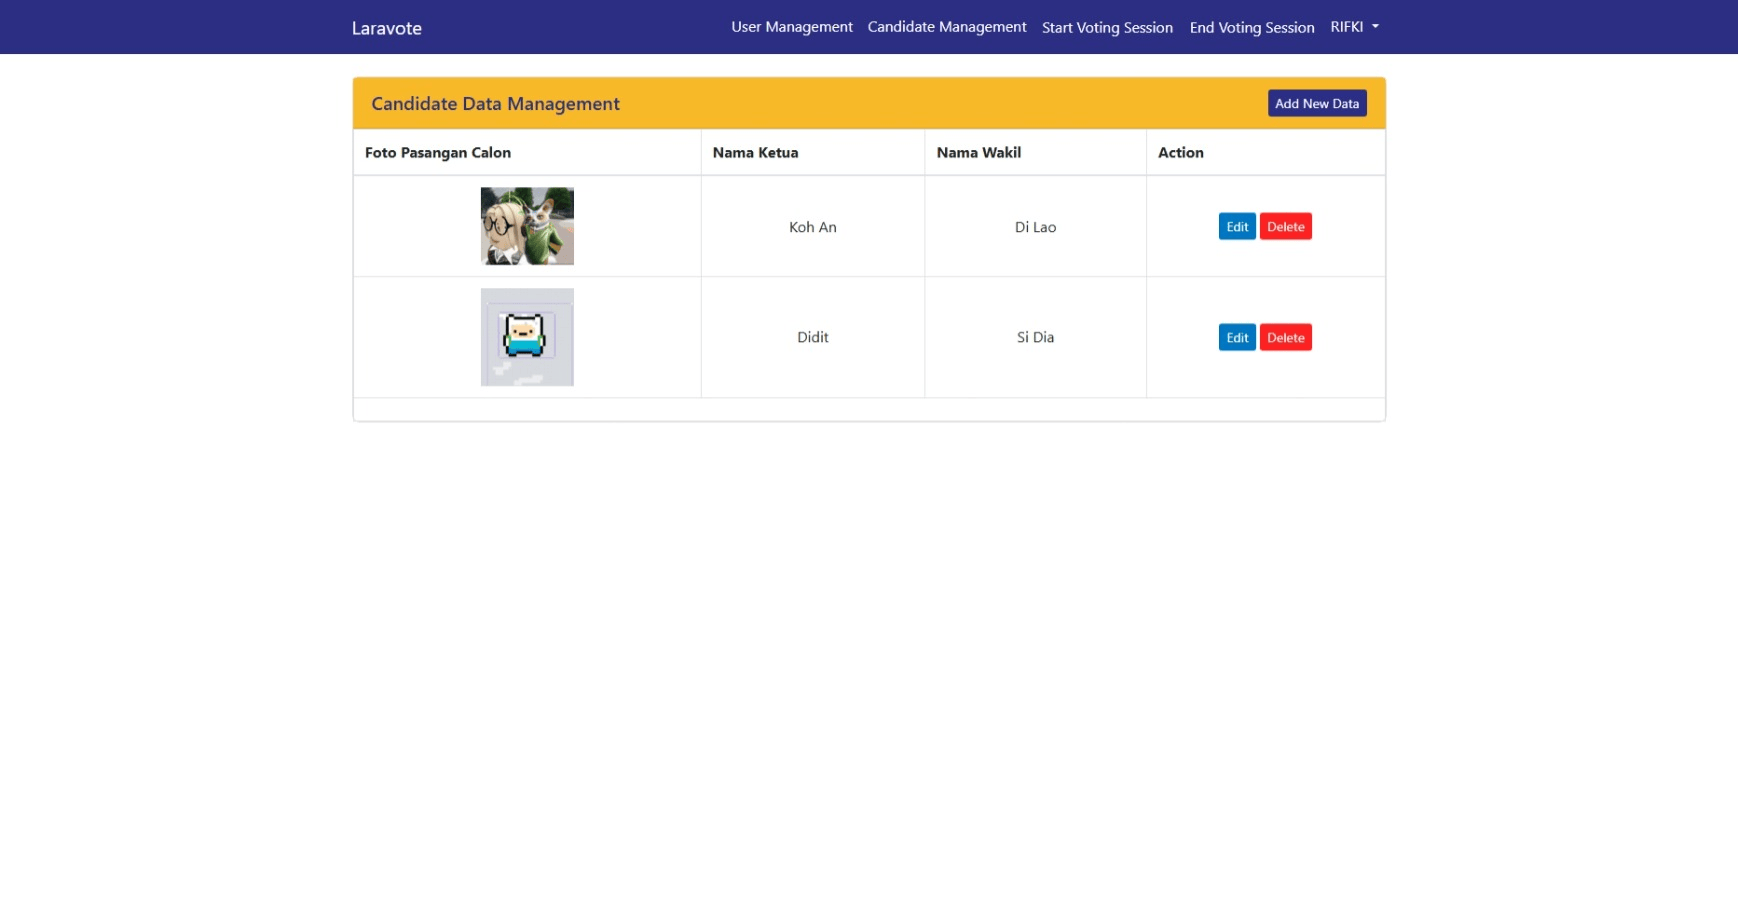 Laravote User Management Candidate Management Start Voting Session End Voting Session RIFKI
Candidate Data Management Add New Data
Foto Pasangan Calon Nama Ketua Nama Wakil Action
Koh An Di Lao Edit Delete
Didit Si Dia Edit Delete